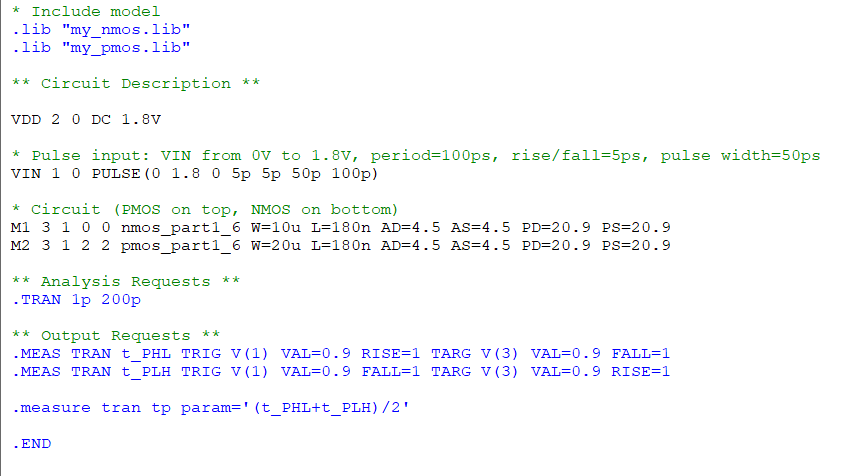 * Include model
.lib "my_nmos.lib"
.lib "my_pmos.lib"
** Circuit Description **
VDD 2 0 DC 1.8V
* Pulse input: VIN from 0V to 1.8V, period=100ps, rise/fall=5ps, pulse width=50ps
VIN 1 0 PULSE(0 1.8 0 5p 5p 50p 100p)
* Circuit (PMOS on top, NMOS on bottom)
M1 3 1 0 0 nmos_part1_6 W=10u L=180n AD=4.5 AS=4.5 PD=20.9 PS=20.9
M2 3 1 2 2 pmos_part1_6 W=20u L=180n AD=4.5 AS=4.5 PD=20.9 PS=20.9
** Analysis Requests **
.TRAN 1p 200p
** Output Requests **
.MEAS TRAN t_PHL TRIG V(1) VAL=0.9 RISE=1 TARG V(3) VAL=0.9 FALL=1
.MEAS TRAN t_PLH TRIG V(1) VAL=0.9 FALL=1 TARG V(3) VAL=0.9 RISE=1
.measure tran tp param='(t_PHL+t_PLH)/2'
.END